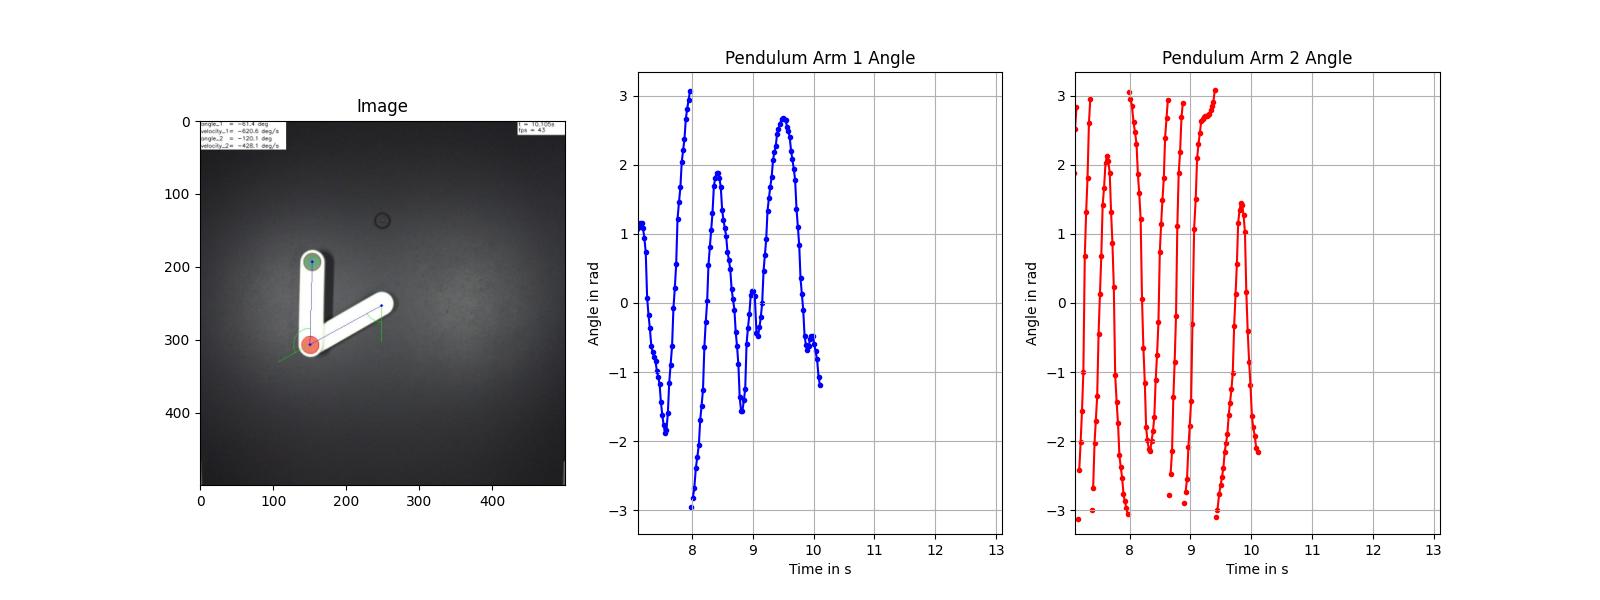 Image
angle_1 = -61.4 deg
velocity_1= -620.6 deg/s
angle_2 = -120.1 deg
velocity_2= -428.1 deg/s
t = 10.105s
fps = 43
0
100
200
300
400
0 100 200 300 400
Pendulum Arm 1 Angle
Angle in rad
3
2
1
0
−1
−2
−3
8 9 10 11 12 13
Time in s
Pendulum Arm 2 Angle
Angle in rad
3
2
1
0
−1
−2
−3
8 9 10 11 12 13
Time in s